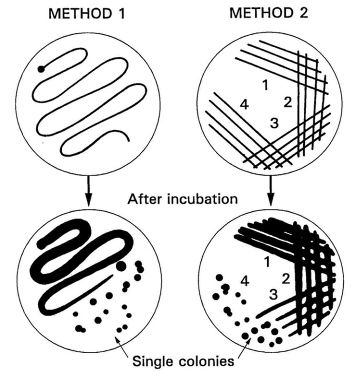 METHOD 1
METHOD 2
1
2
3
4
After incubation
1
2
3
4
Single colonies